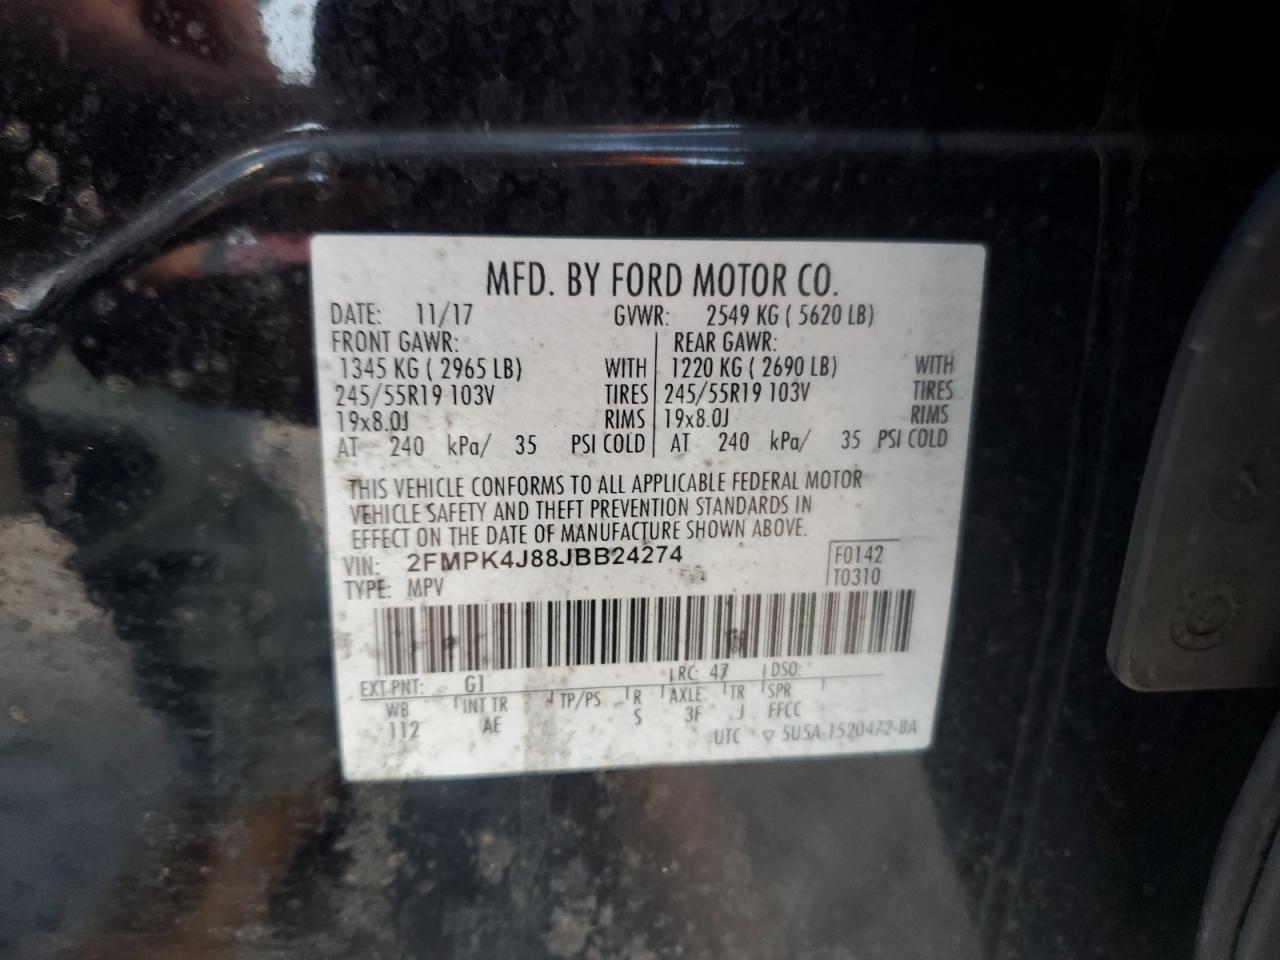 MFD. BY FORD MOTOR CO.
DATE: 11/17 GVWR: 2549 KG ( 5620 LB)
FRONT GAWR: REAR GAWR:
1345 KG ( 2965 LB) WITH 1220 KG ( 2690 LB) WITH
245/55R19 103V TIRES 245/55R19 103V TIRES
19x8.0J RIMS 19x8.0J RIMS
AT 240 kPa/ 35 PSI COLD AT 240 kPa/ 35 PSI COLD
THIS VEHICLE CONFORMS TO ALL APPLICABLE FEDERAL MOTOR
VEHICLE SAFETY AND THEFT PREVENTION STANDARDS IN
EFFECT ON THE DATE OF MANUFACTURE SHOWN ABOVE.
VIN: 2FMPK4J88JBB24274 F0142
TYPE: MPV T0310
EXT PNT: G1 RC: 47 DSO:
WB INT TR TP/PS R AXLE TR SPR
112 AE S 3F J FFCC
UTC ▽ 5U5A-1520472-BA